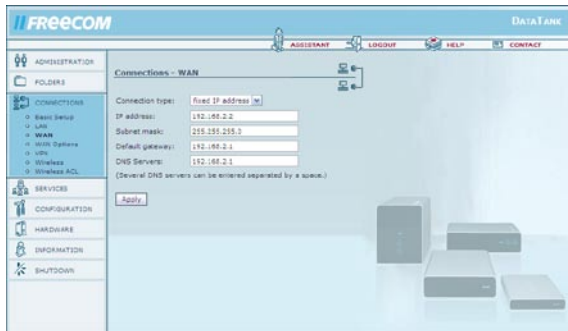 FREECOM
DATATANK
ASSISTANT LOGOUT HELP CONTACT
ADMINISTRATION
FOLDERS
CONNECTIONS
Basic Setup
LAN
WAN
WAN Options
VPN
Wireless
Wireless ACL
SERVICES
CONFIGURATION
HARDWARE
INFORMATION
SHUTDOWN
Connections - WAN
Connection type: fixed IP address
IP address: 192.168.2.2
Subnet mask: 255.255.255.0
Default gateway: 192.168.2.1
DNS Servers: 192.168.2.1
(Several DNS servers can be entered separated by a space.)
Apply